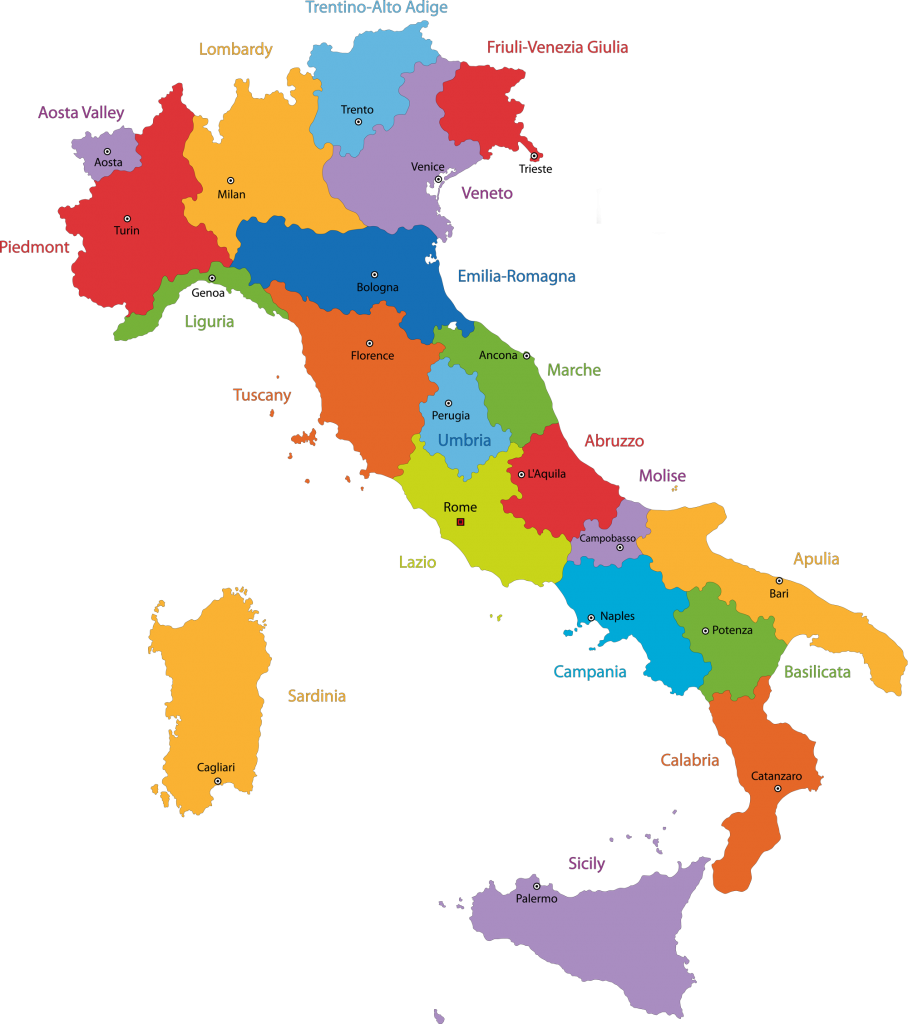 Trentino-Alto Adige
Lombardy
Friuli-Venezia Giulia
Aosta Valley
Trento
Aosta
Venice
Trieste
Milan
Veneto
Turin
Piedmont
Emilia-Romagna
Bologna
Genoa
Liguria
Florence
Ancona
Marche
Tuscany
Perugia
Umbria
Abruzzo
L'Aquila
Molise
Rome
Campobasso
Lazio
Apulia
Bari
Naples
Potenza
Campania
Basilicata
Sardinia
Calabria
Cagliari
Catanzaro
Sicily
Palermo